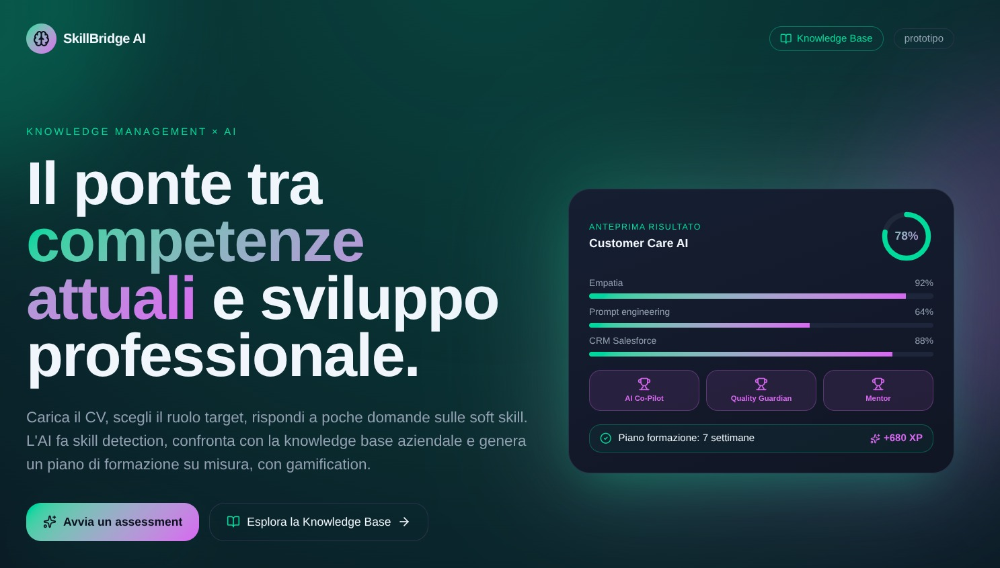 SkillBridge AI
Knowledge Base
prototipo
KNOWLEDGE MANAGEMENT × AI
Il ponte tra
competenze
attuali e sviluppo
professionale.
Carica il CV, scegli il ruolo target, rispondi a poche domande sulle soft skill.
L'AI fa skill detection, confronta con la knowledge base aziendale e genera
un piano di formazione su misura, con gamification.
Avvia un assessment
Esplora la Knowledge Base
ANTEPRIMA RISULTATO
Customer Care AI
78%
Empatia 92%
Prompt engineering 64%
CRM Salesforce 88%
AI Co-Pilot
Quality Guardian
Mentor
Piano formazione: 7 settimane
+680 XP